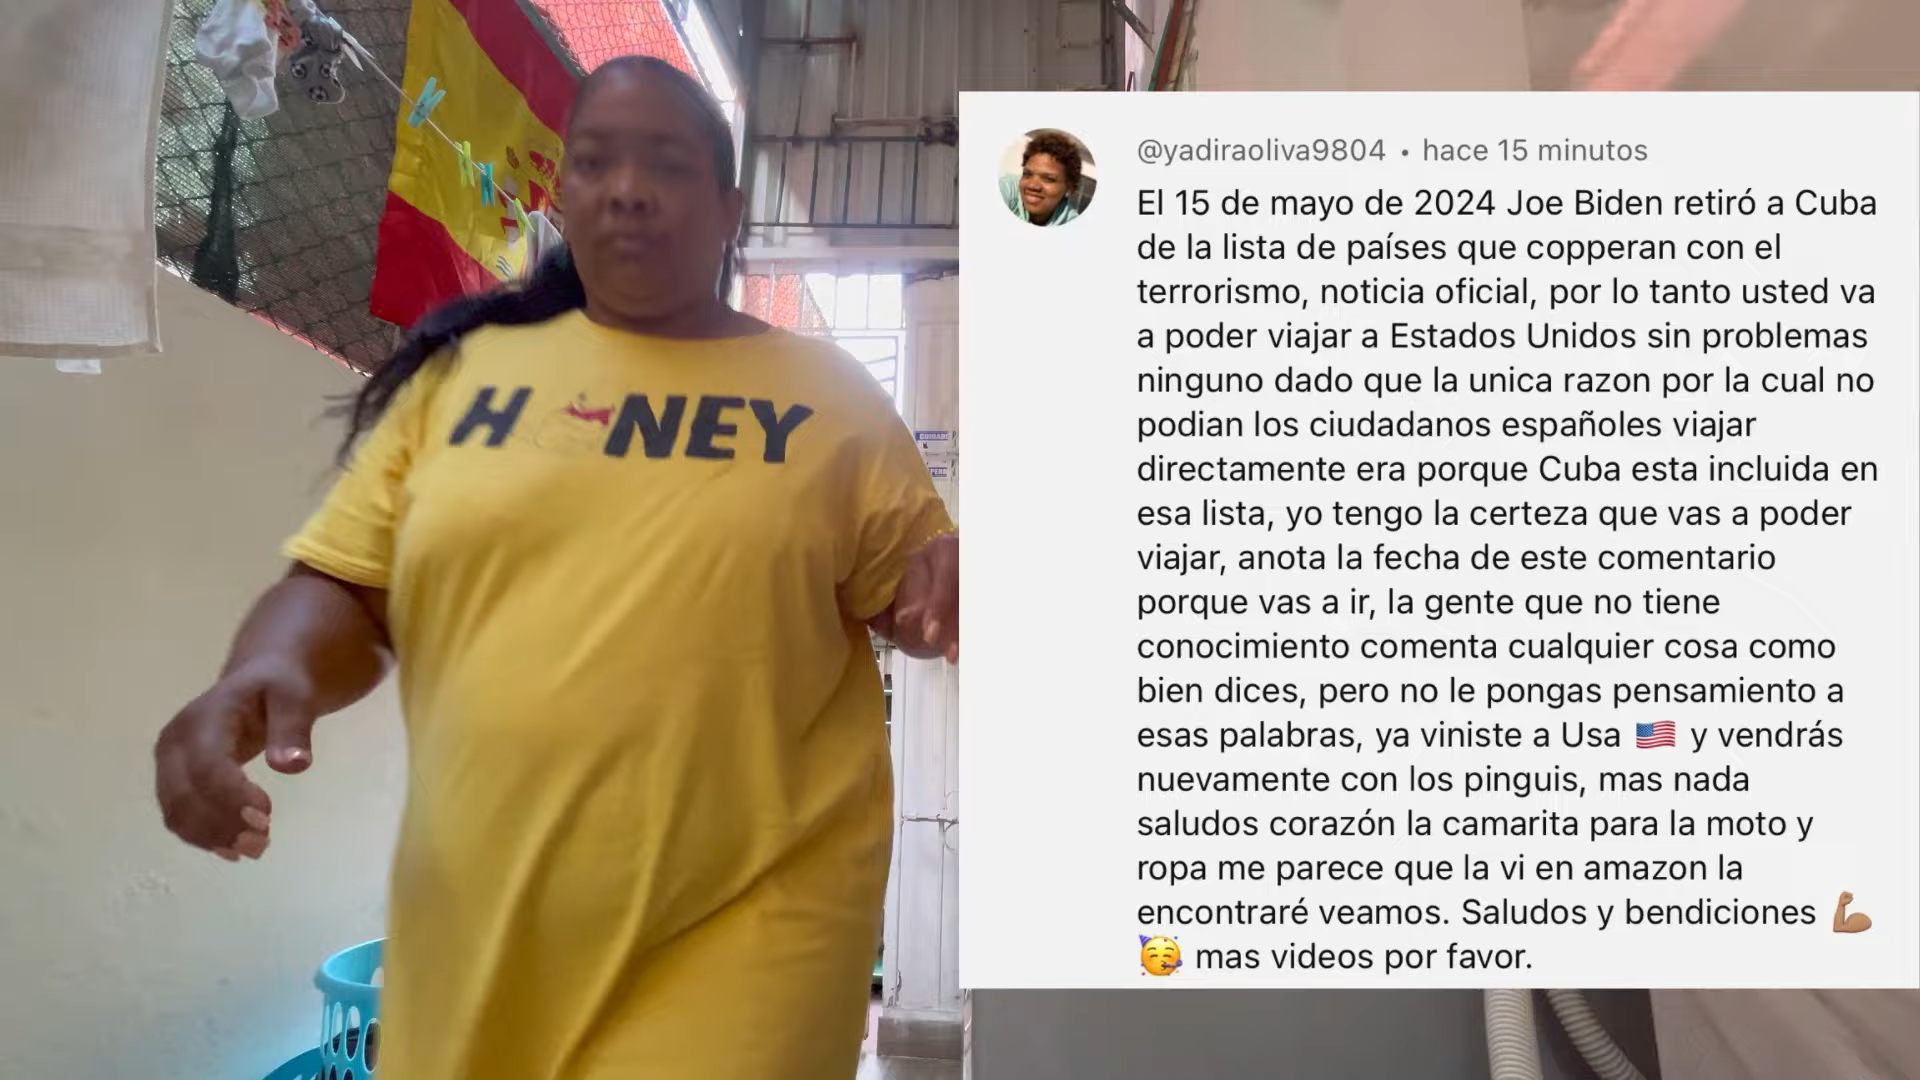 H NEY
CUIDADO
@yadiraoliva9804 • hace 15 minutos
El 15 de mayo de 2024 Joe Biden retiró a Cuba
de la lista de países que copperan con el
terrorismo, noticia oficial, por lo tanto usted va
a poder viajar a Estados Unidos sin problemas
ninguno dado que la unica razon por la cual no
podian los ciudadanos españoles viajar
directamente era porque Cuba esta incluida en
esa lista, yo tengo la certeza que vas a poder
viajar, anota la fecha de este comentario
porque vas a ir, la gente que no tiene
conocimiento comenta cualquier cosa como
bien dices, pero no le pongas pensamiento a
esas palabras, ya viniste a Usa 🇺🇸 y vendrás
nuevamente con los pinguis, mas nada
saludos corazón la camarita para la moto y
ropa me parece que la vi en amazon la
encontraré veamos. Saludos y bendiciones 💪🏽
🥳 mas videos por favor.